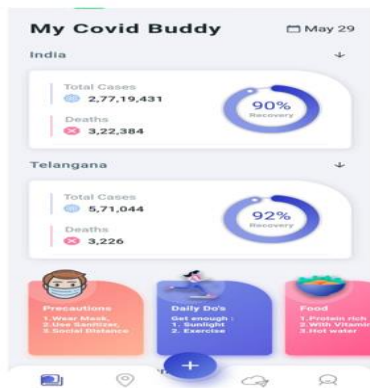 My Covid Buddy
May 29
India
Total Cases
2,77,19,431
Deaths
3,22,384
90%
Recovery
Telangana
Total Cases
5,71,044
Deaths
3,226
92%
Recovery
Precautions
1.Wear Mask,
2.Use Sanitizer,
3.Social Distance
Daily Do's
Get enough :
1. Sunlight
2. Exercise
Food
1.Protein rich
2.With Vitamin
3.Hot water